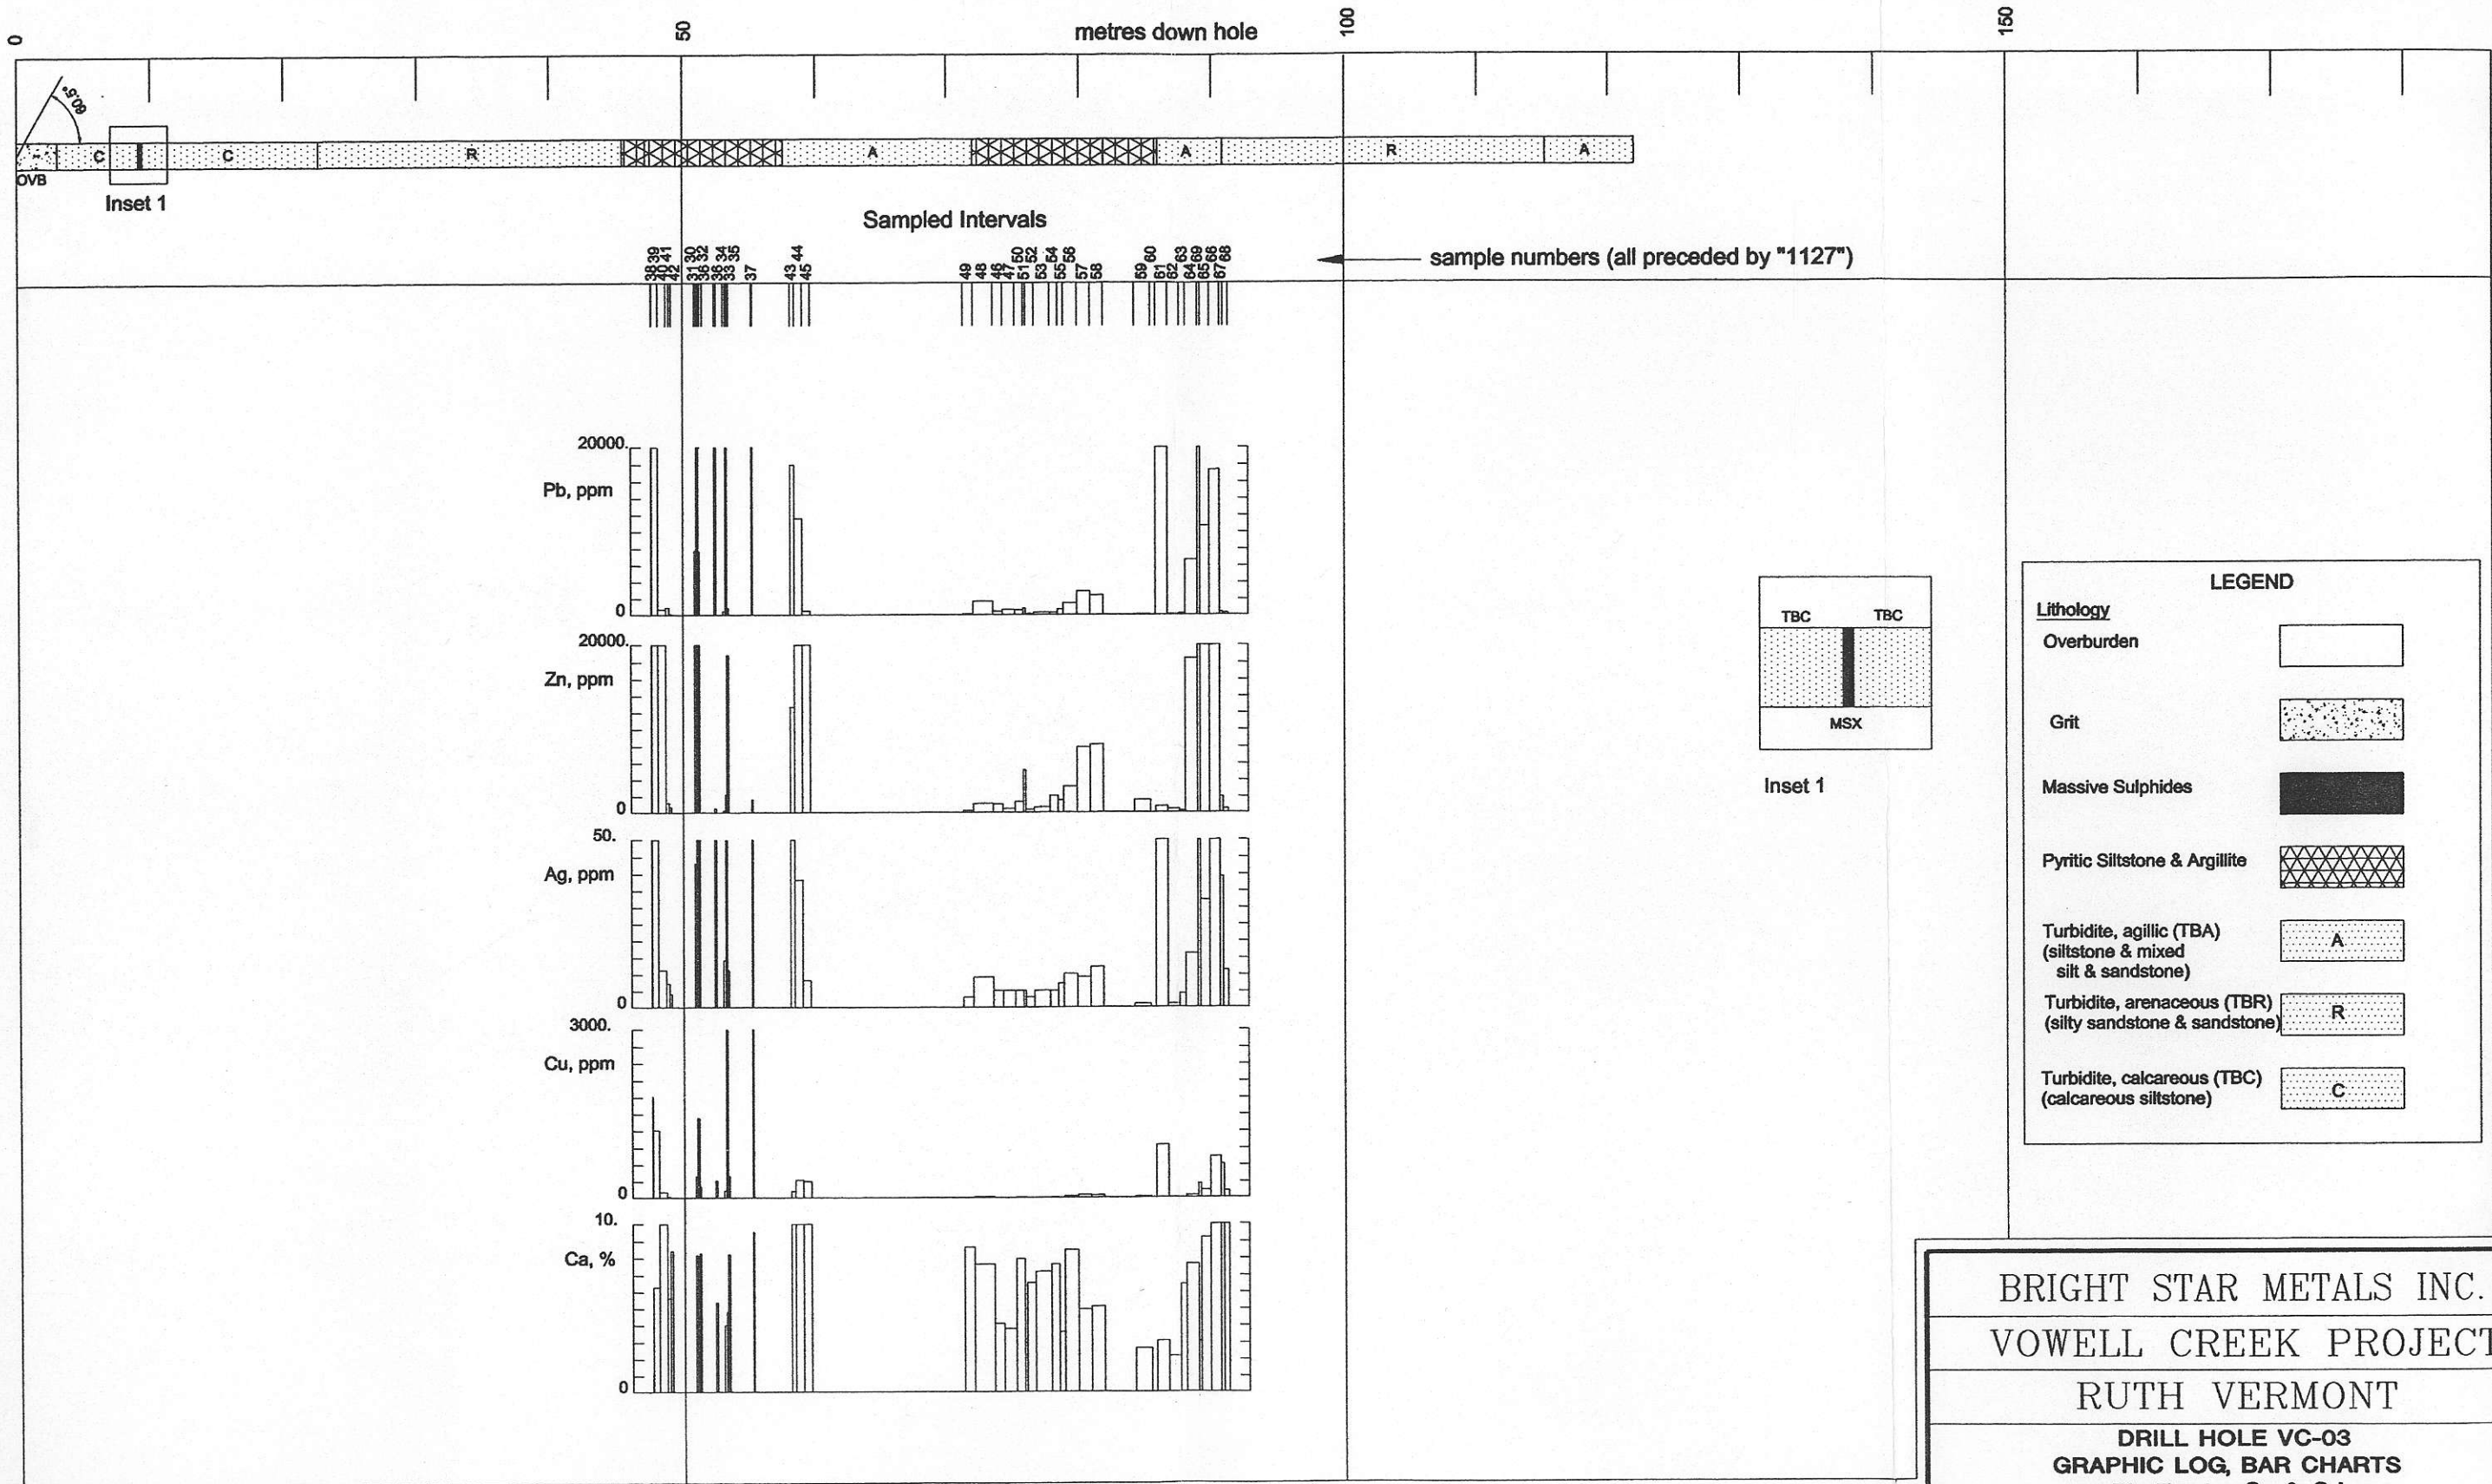 0
50
metres down hole
100
150
60.5°
C
C
R
A
A
R
A
OVB
Inset 1
Sampled Intervals
38 39 40 41 42 31 30 36 32 36 34 33 35 37 43 44 45 49 48 46 47 50 51 52 53 54 55 56 57 58 59 60 61 62 63 64 69 65 66 67 68
sample numbers (all preceded by "1127")
20000.
Pb, ppm
0
20000.
Zn, ppm
0
50.
Ag, ppm
0
3000.
Cu, ppm
0
10.
Ca, %
0
TBC TBC
MSX
Inset 1
LEGEND
Lithology
Overburden
Grit
Massive Sulphides
Pyritic Siltstone & Argillite
Turbidite, agillic (TBA)
(siltstone & mixed
silt & sandstone)
A
Turbidite, arenaceous (TBR)
(silty sandstone & sandstone)
R
Turbidite, calcareous (TBC)
(calcareous siltstone)
C
BRIGHT STAR METALS INC.
VOWELL CREEK PROJECT
RUTH VERMONT
DRILL HOLE VC-03
GRAPHIC LOG, BAR CHARTS